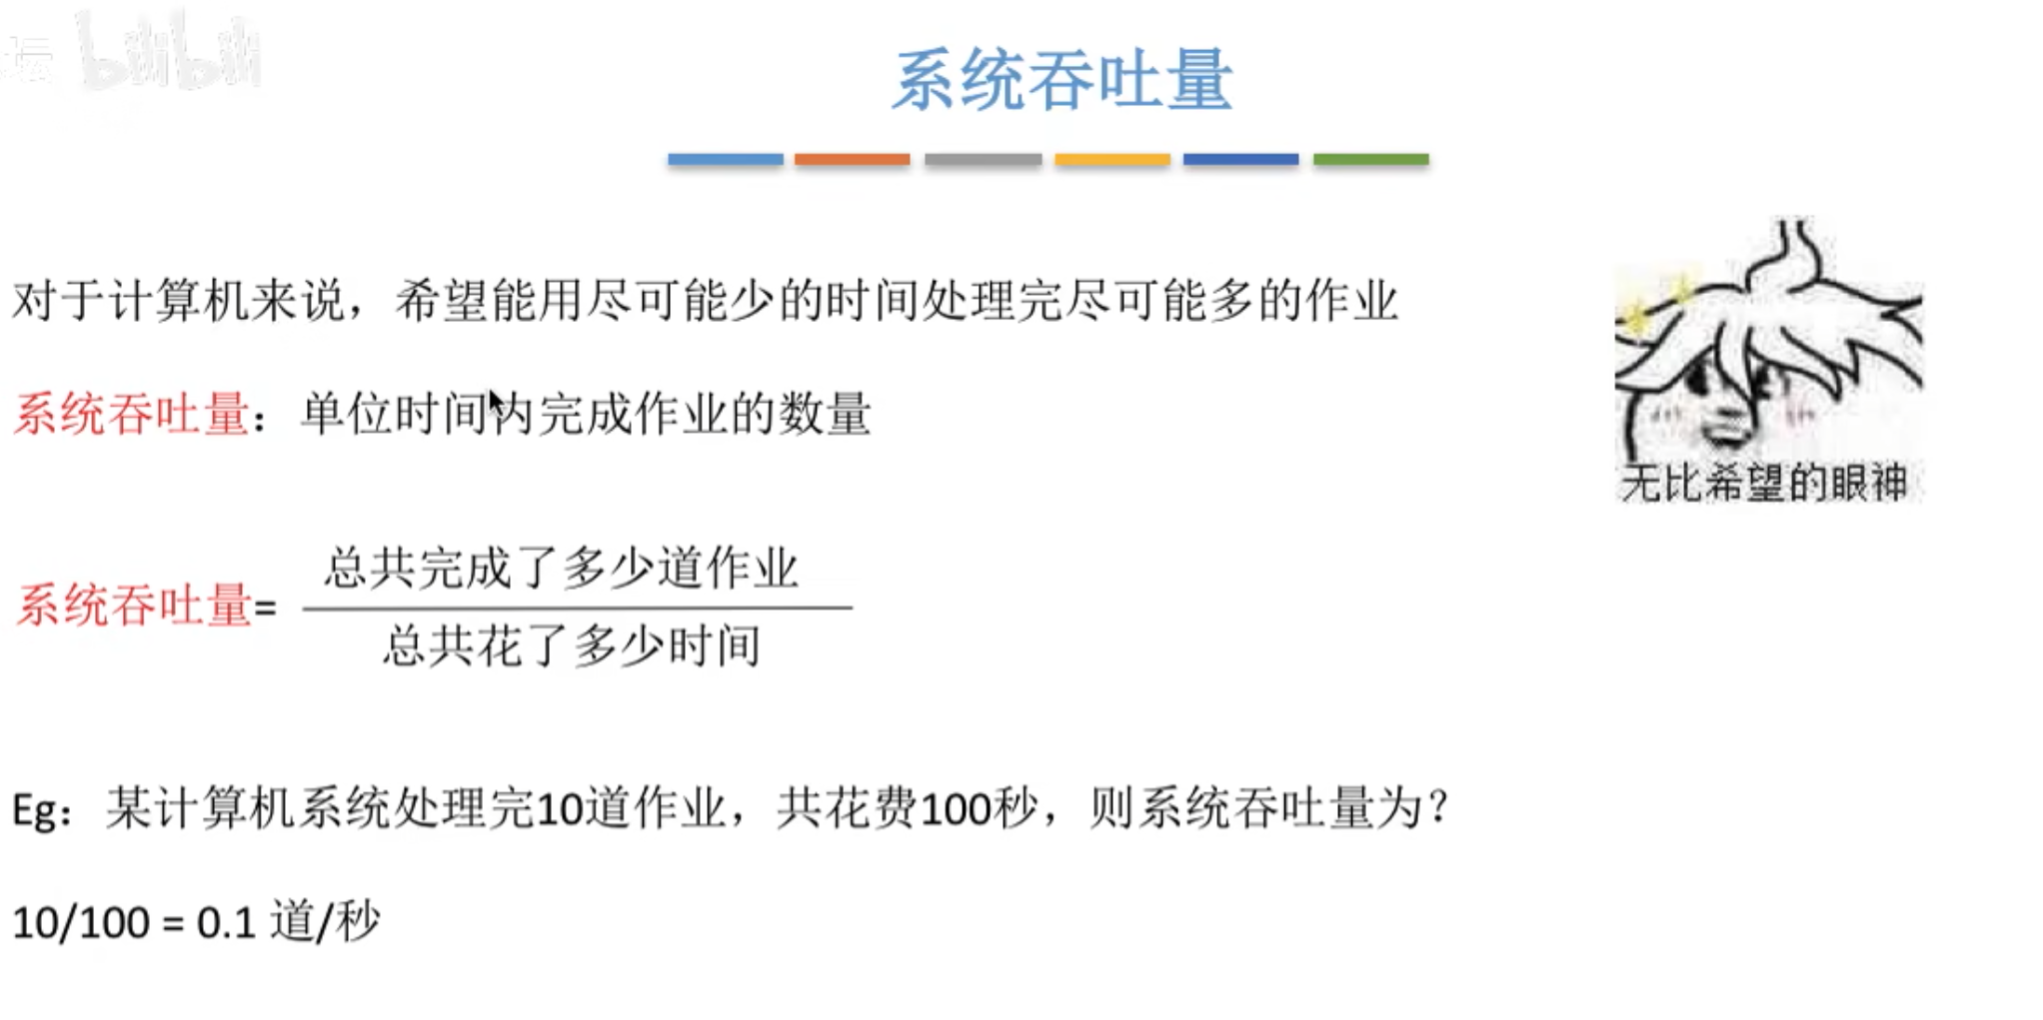 坛 bilibili
系统吞吐量
对于计算机来说，希望能用尽可能少的时间处理完尽可能多的作业
系统吞吐量：单位时间内完成作业的数量
无比希望的眼神
系统吞吐量=
总共完成了多少道作业
总共花了多少时间
Eg：某计算机系统处理完10道作业，共花费100秒，则系统吞吐量为？
10/100 = 0.1 道/秒